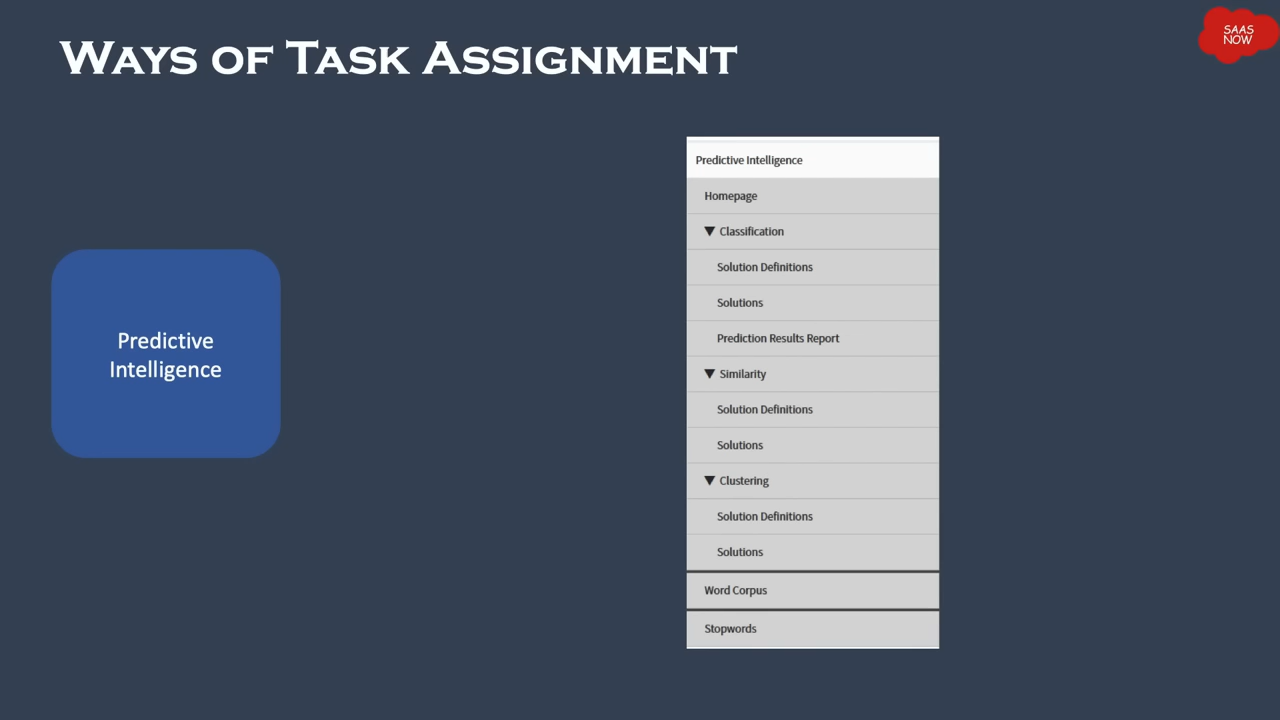 Ways of Task Assignment
SAAS
NOW
Predictive
Intelligence
Predictive Intelligence
Homepage
Classification
Solution Definitions
Solutions
Prediction Results Report
Similarity
Solution Definitions
Solutions
Clustering
Solution Definitions
Solutions
Word Corpus
Stopwords